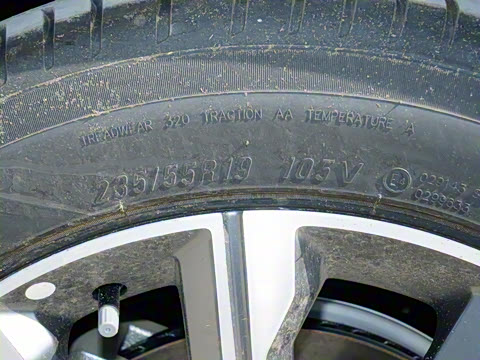 TREADWEAR 320 TRACTION AA TEMPERATURE A
235/55R19 105V